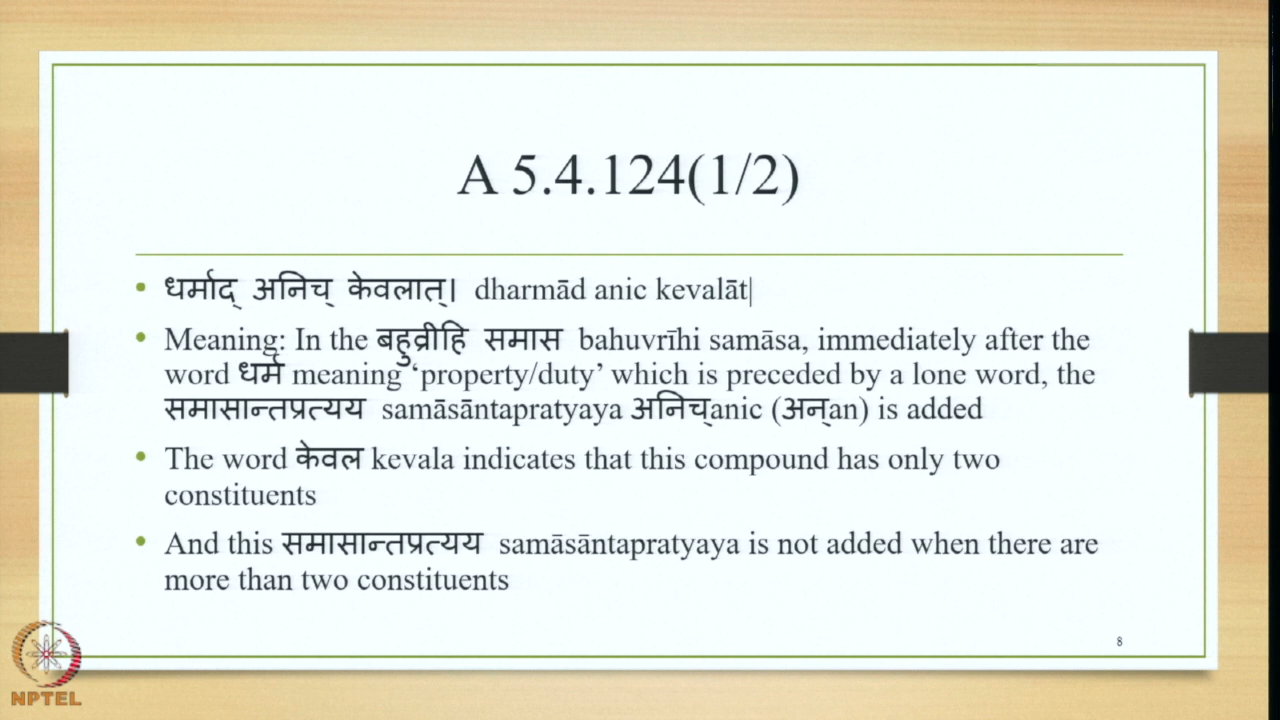 A 5.4.124(1/2)
• धर्माद् अनिच् केवलात्। dharmād anic kevalāt|
• Meaning: In the बहुव्रीहि समास bahuvrīhi samāsa, immediately after the
word धर्म meaning ‘property/duty’ which is preceded by a lone word, the
समासान्तप्रत्यय samāsāntapratyaya अनिच्anic (अन्an) is added
• The word केवल kevala indicates that this compound has only two
constituents
• And this समासान्तप्रत्यय samāsāntapratyaya is not added when there are
more than two constituents
8
NPTEL